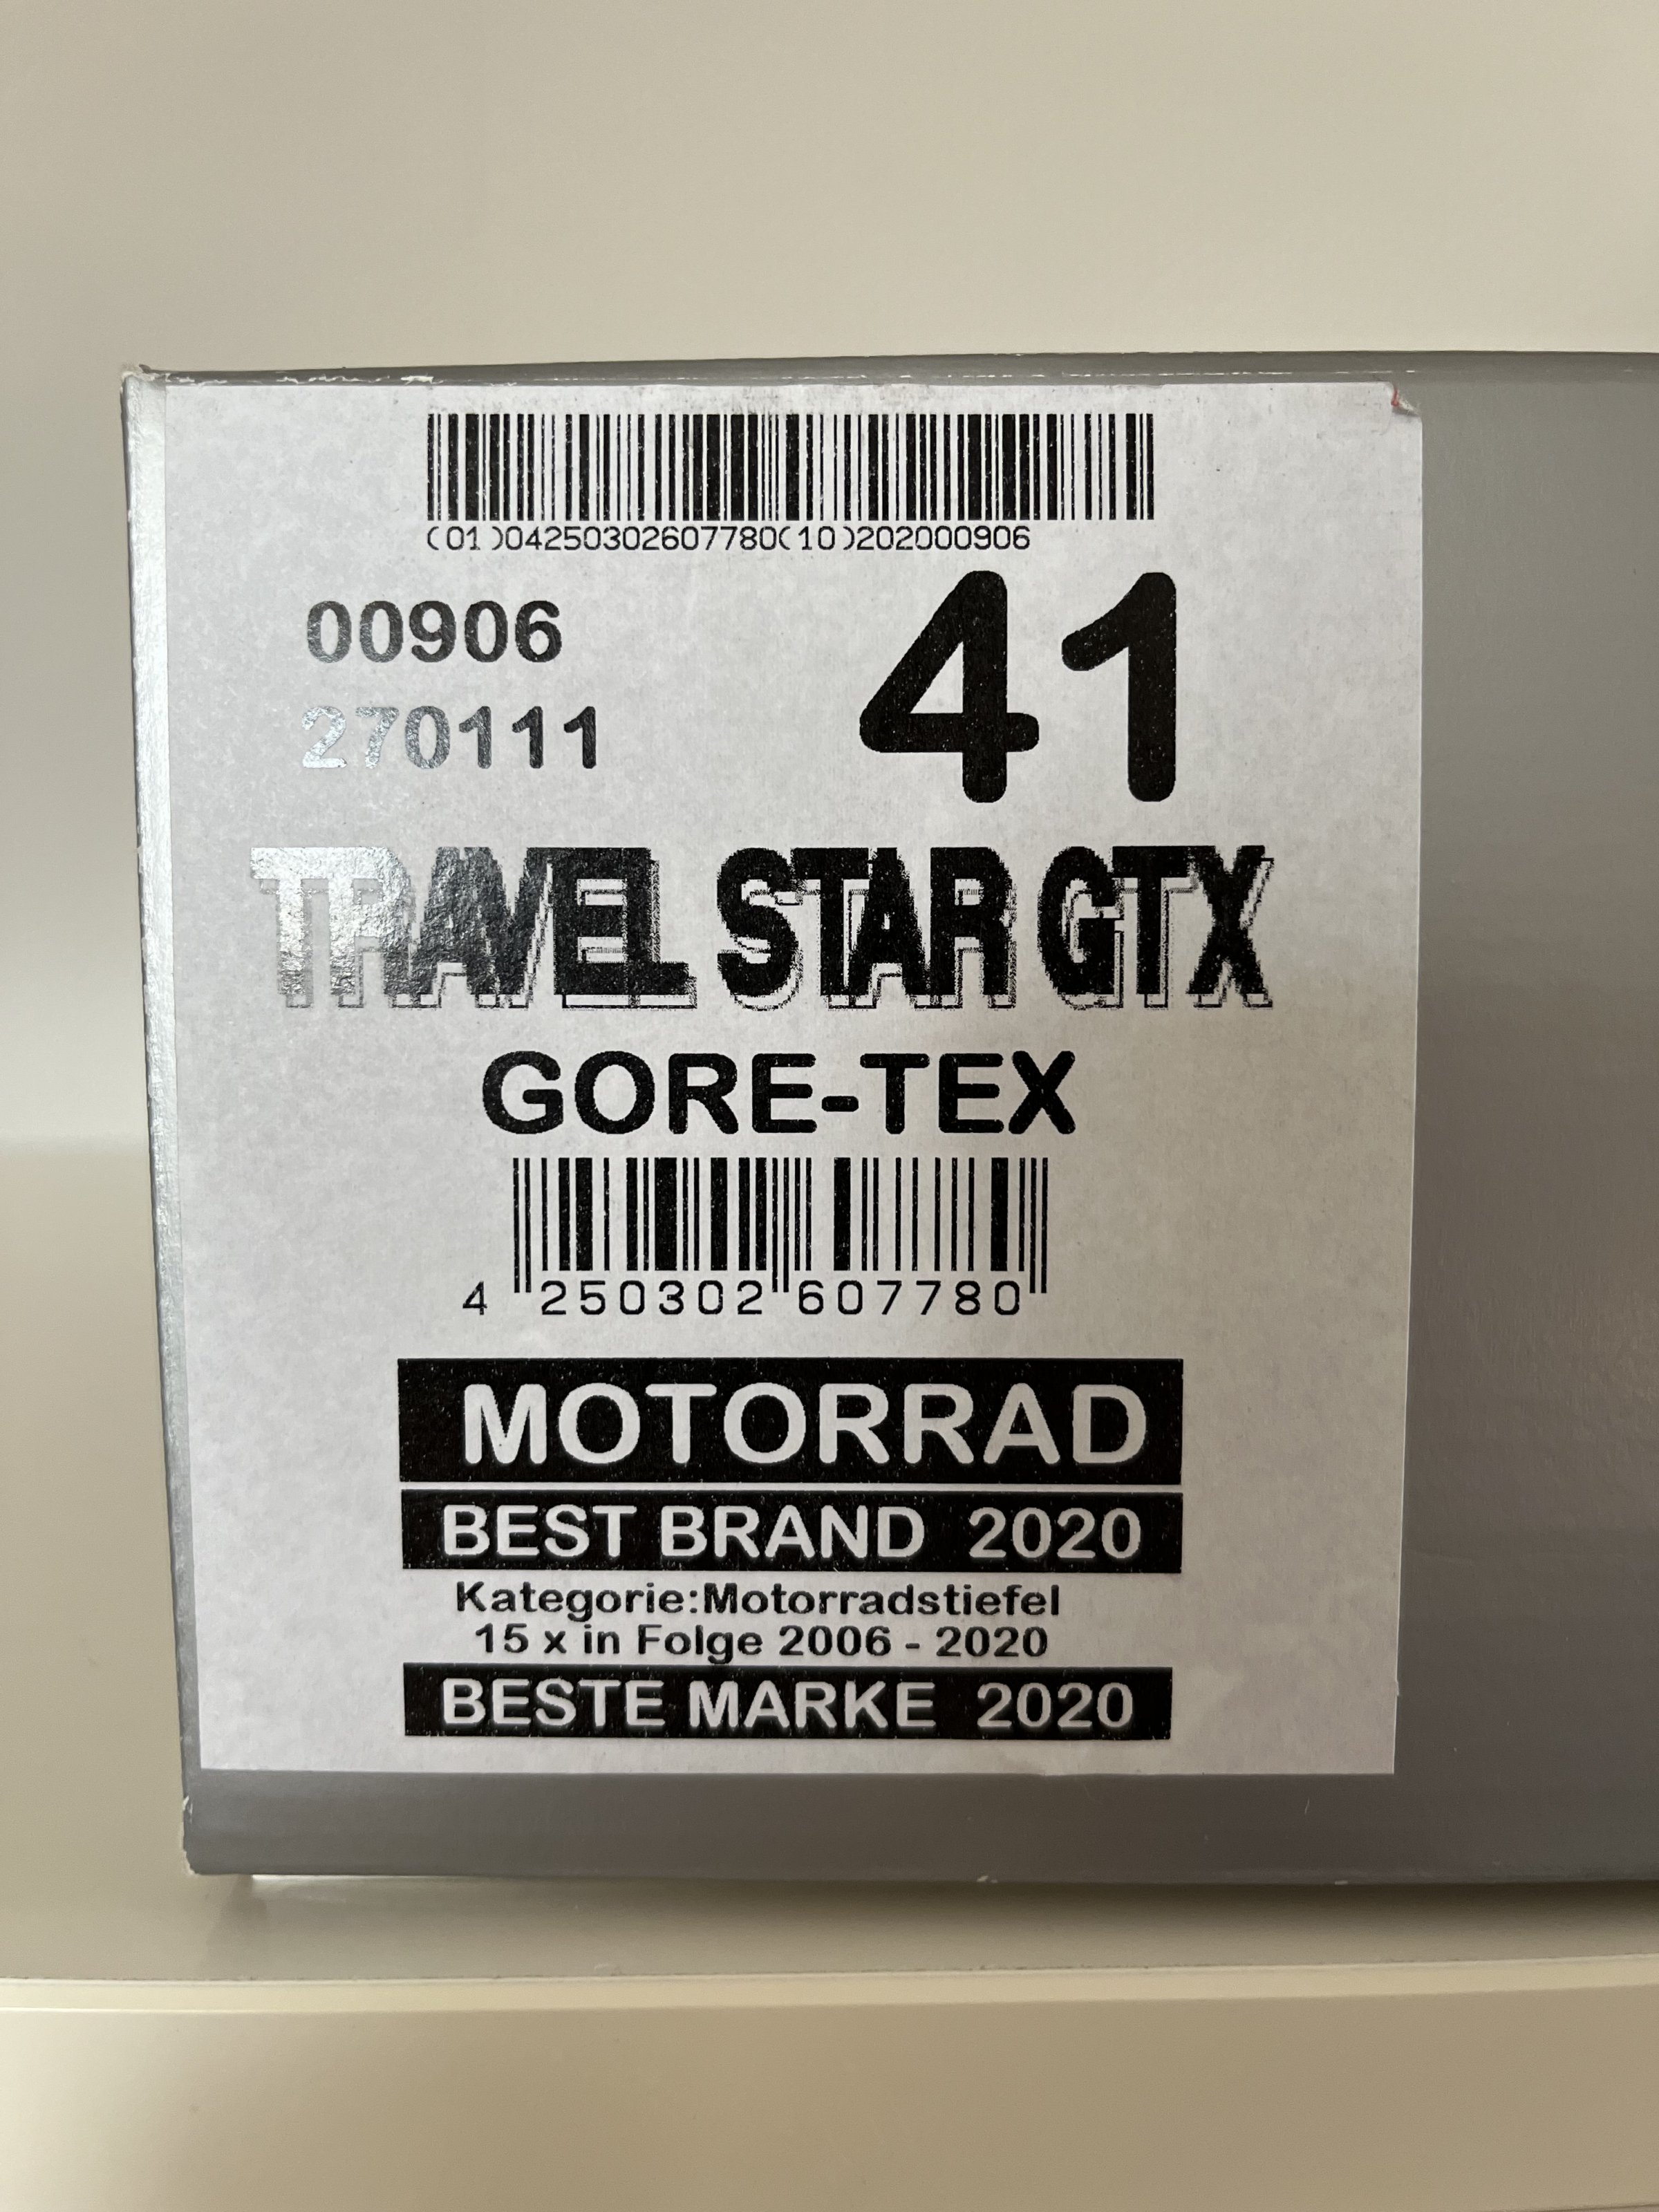 (01)04250302607780(10)202000906
00906
41
270111
TRAVEL STAR GTX
GORE-TEX
4 250302 607780
MOTORRAD
BEST BRAND 2020
Kategorie:Motorradstiefel
15 x in Folge 2006 - 2020
BESTE MARKE 2020